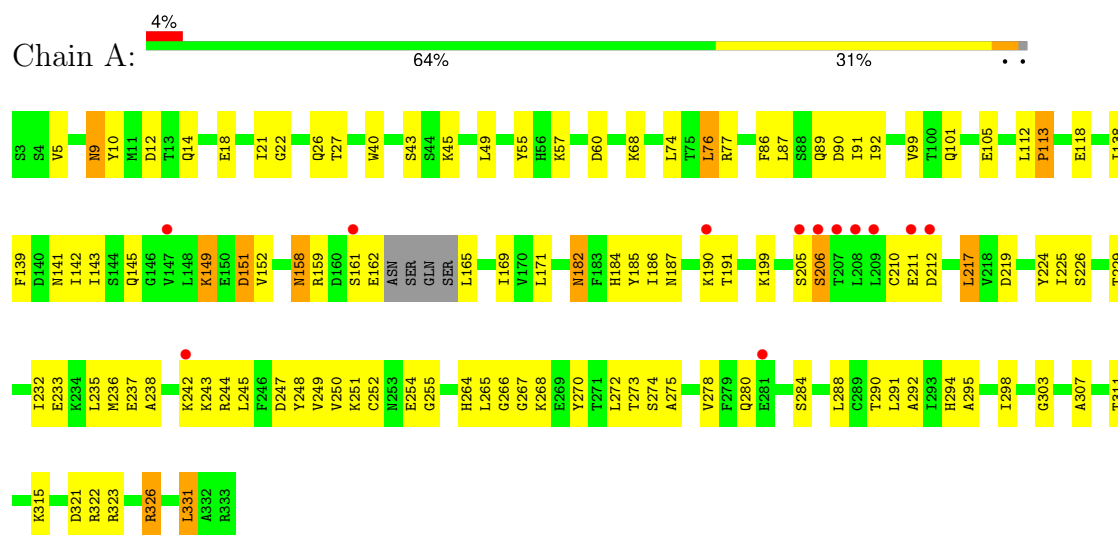 4%
Chain A:
64% 31% • •
S3 S4 V5 N9 Y10 M11 D12 T13 Q14 E18 I21 G22 Q26 T27 W40 S43 S44 K45 L49 Y55 H56 K57 D60 K68 L74 T75 L76 R77 F86 L87 S88 Q89 D90 I91 I92 V99 T100 Q101 E105 L112 P113 E118 I138
F139 D140 N141 I142 I143 S144 Q145 G146 V147 L148 K149 E150 D151 V152 N158 R159 D160 S161 E162 ASN SER GLN SER L165 I169 V170 L171 N182 F183 H184 Y185 I186 N187 K190 T191 K199 S205 S206 T207 L208 L209 C210 E211 D212 L217 V218 D219 Y224 I225 S226 T229
I232 E233 K234 L235 M236 E237 A238 K242 K243 R244 L245 F246 D247 Y248 V249 V250 K251 C252 N253 E254 G255 H264 L265 G266 G267 K268 E269 Y270 T271 L272 T273 S274 A275 V278 F279 Q280 E281 S284 L288 C289 T290 L291 A292 I293 H294 A295 I298 G303 A307 T311
K315 D321 R322 R323 R326 L331 A332 R333